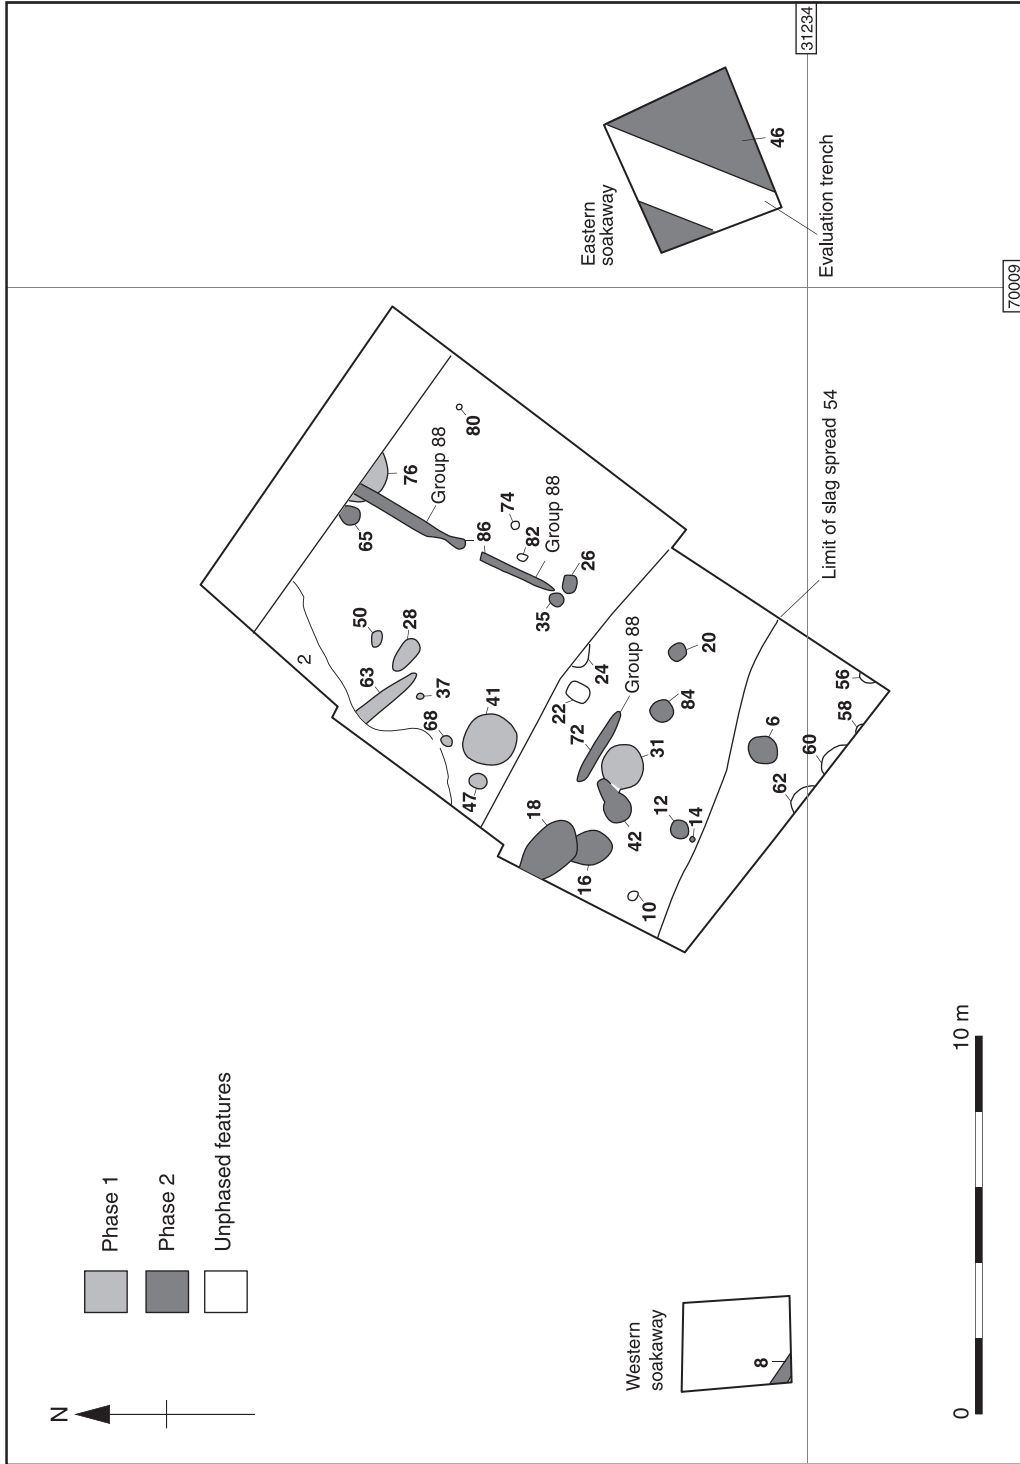 N
Phase 1
Phase 2
Unphased features
Western
soakaway
8
0
10 m
2
50
28
63
37
68
41
47
65
76
Group 88
80
86
74
82
Group 88
26
35
24
22
Group 88
20
72
84
31
18
42
12
14
16
10
6
56
58
60
62
Limit of slag spread 54
Eastern
soakaway
46
Evaluation trench
31234
70009